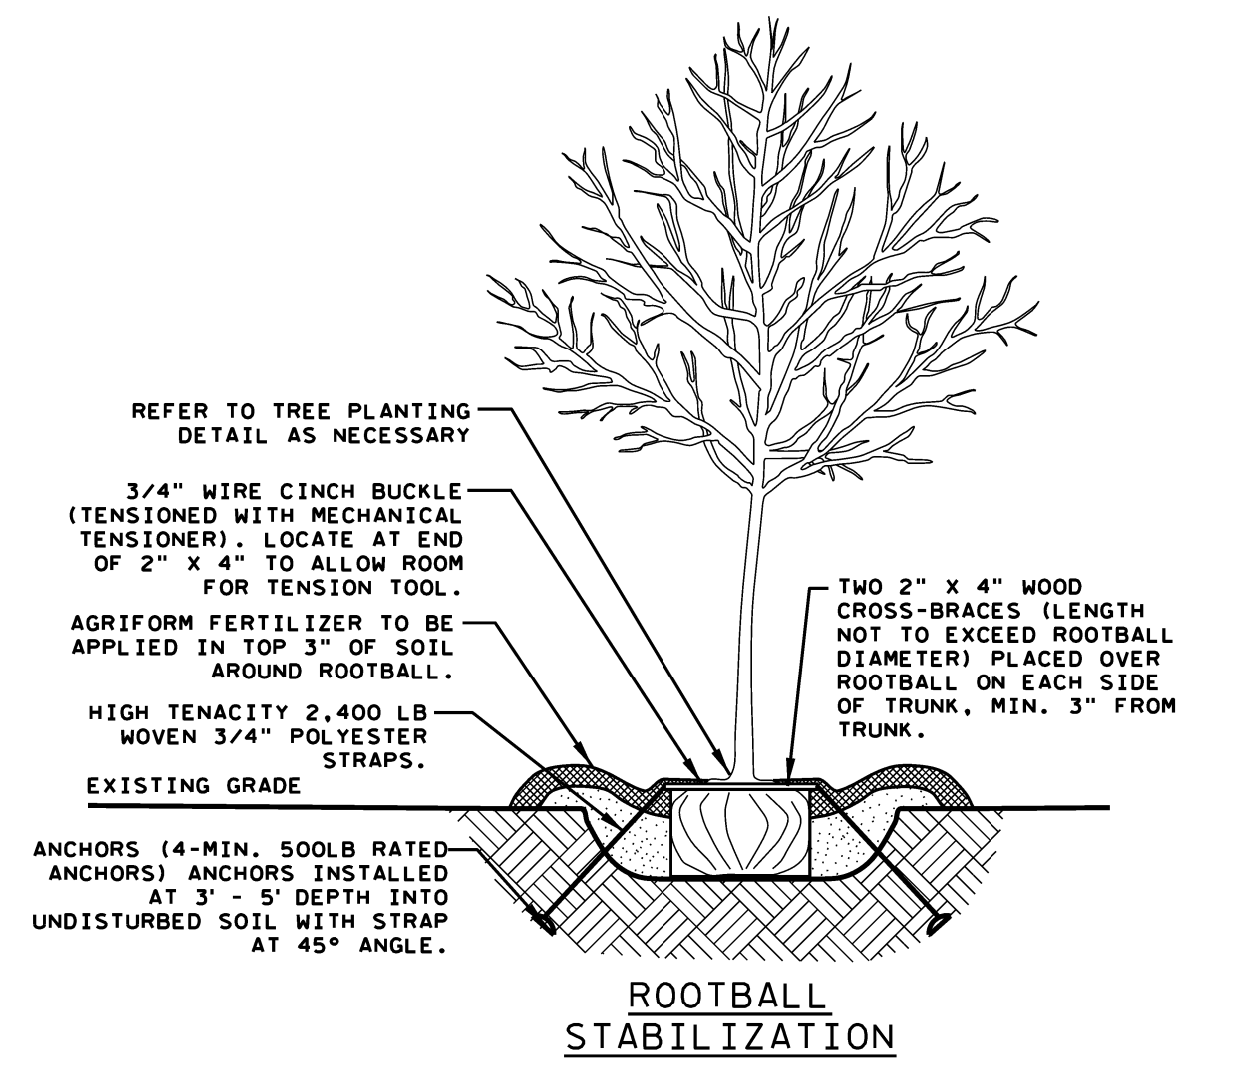 REFER TO TREE PLANTING
DETAIL AS NECESSARY
3/4" WIRE CINCH BUCKLE
(TENSIONED WITH MECHANICAL
TENSIONER). LOCATE AT END
OF 2" X 4" TO ALLOW ROOM
FOR TENSION TOOL.
AGRIFORM FERTILIZER TO BE
APPLIED IN TOP 3" OF SOIL
AROUND ROOTBALL.
HIGH TENACITY 2,400 LB
WOVEN 3/4" POLYESTER
STRAPS.
EXISTING GRADE
ANCHORS (4-MIN. 500LB RATED
ANCHORS) ANCHORS INSTALLED
AT 3' - 5' DEPTH INTO
UNDISTURBED SOIL WITH STRAP
AT 45° ANGLE.
TWO 2" X 4" WOOD
CROSS-BRACES (LENGTH
NOT TO EXCEED ROOTBALL
DIAMETER) PLACED OVER
ROOTBALL ON EACH SIDE
OF TRUNK, MIN. 3" FROM
TRUNK.
ROOTBALL
STABILIZATION